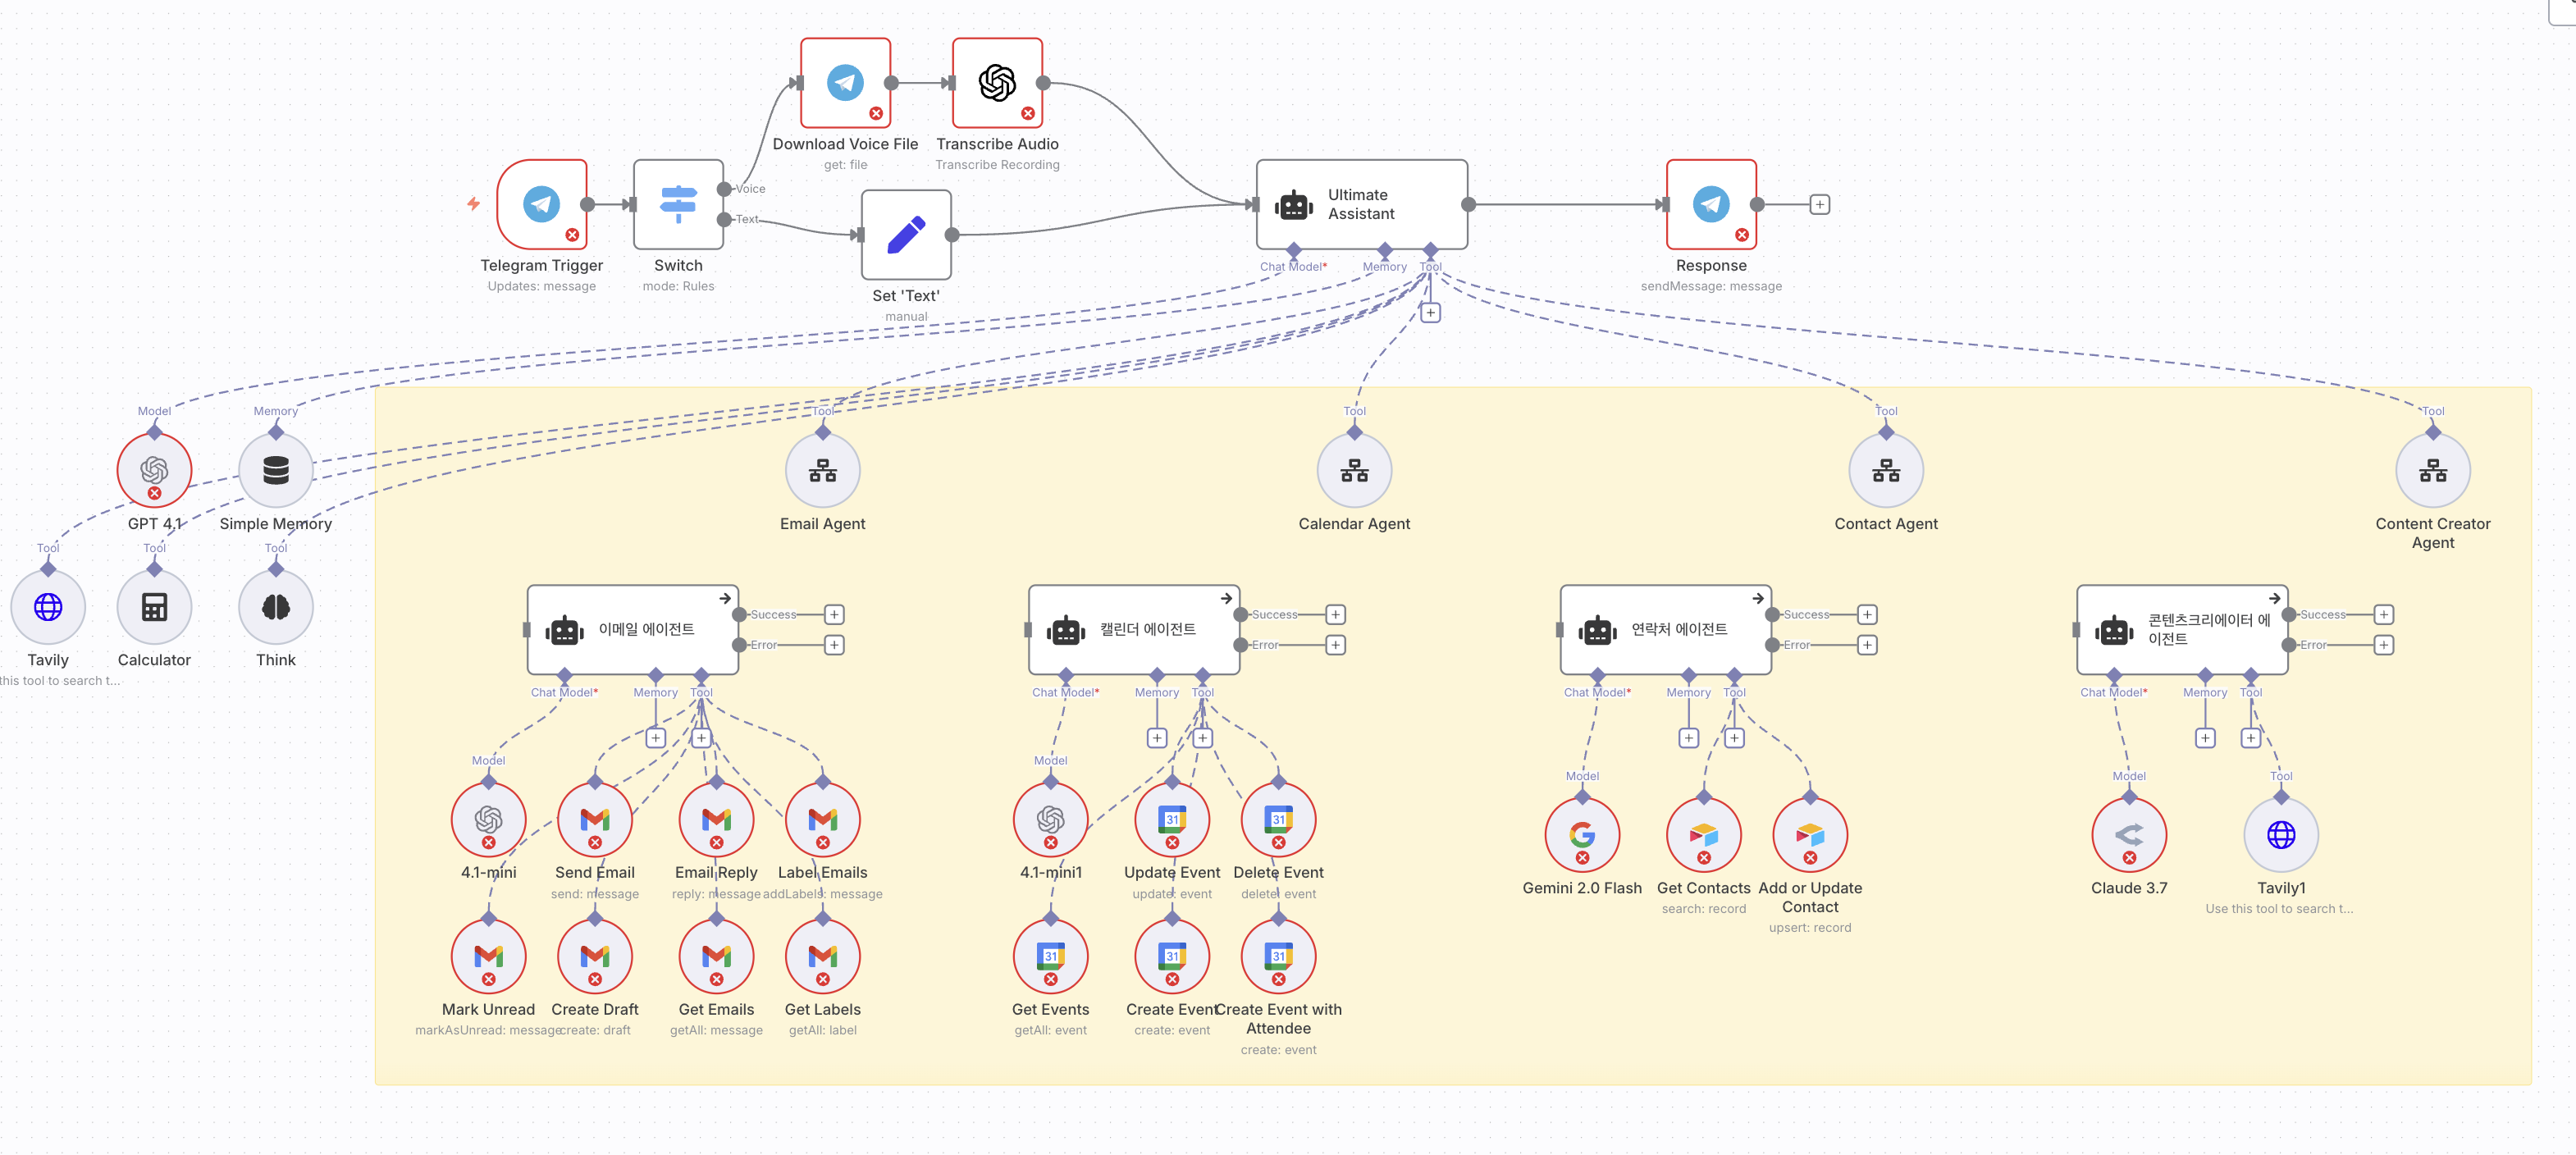 Download Voice File
get: file
Transcribe Audio
Transcribe Recording
Voice
Text
Telegram Trigger
Updates: message
Switch
mode: Rules
Set 'Text'
manual
Ultimate
Assistant
Chat Model*
Memory
Tool
Response
sendMessage: message
Model
Memory
Tool
Tool
Tool
Tool
GPT 4.1
Simple Memory
Email Agent
Calendar Agent
Contact Agent
Content Creator
Agent
Tool
Tool
Tool
Tavily
this tool to search t...
Calculator
Think
이메일 에이전트
Success
Error
Chat Model*
Memory
Tool
캘린더 에이전트
Success
Error
Chat Model*
Memory
Tool
연락처 에이전트
Success
Error
Chat Model*
Memory
Tool
콘텐츠크리에이터 에
이전트
Success
Error
Chat Model*
Memory
Tool
Model
4.1-mini
Send Email
send: message
Email Reply
reply: message
Label Emails
addLabels: message
Mark Unread
markAsUnread: message
Create Draft
create: draft
Get Emails
getAll: message
Get Labels
getAll: label
Model
4.1-mini1
31
Update Event
update: event
31
Delete Event
delete: event
31
Get Events
getAll: event
31
Create Event
create: event
31
Create Event with
Attendee
create: event
Model
Gemini 2.0 Flash
Get Contacts
search: record
Add or Update
Contact
upsert: record
Model
Claude 3.7
Tool
Tavily1
Use this tool to search t...